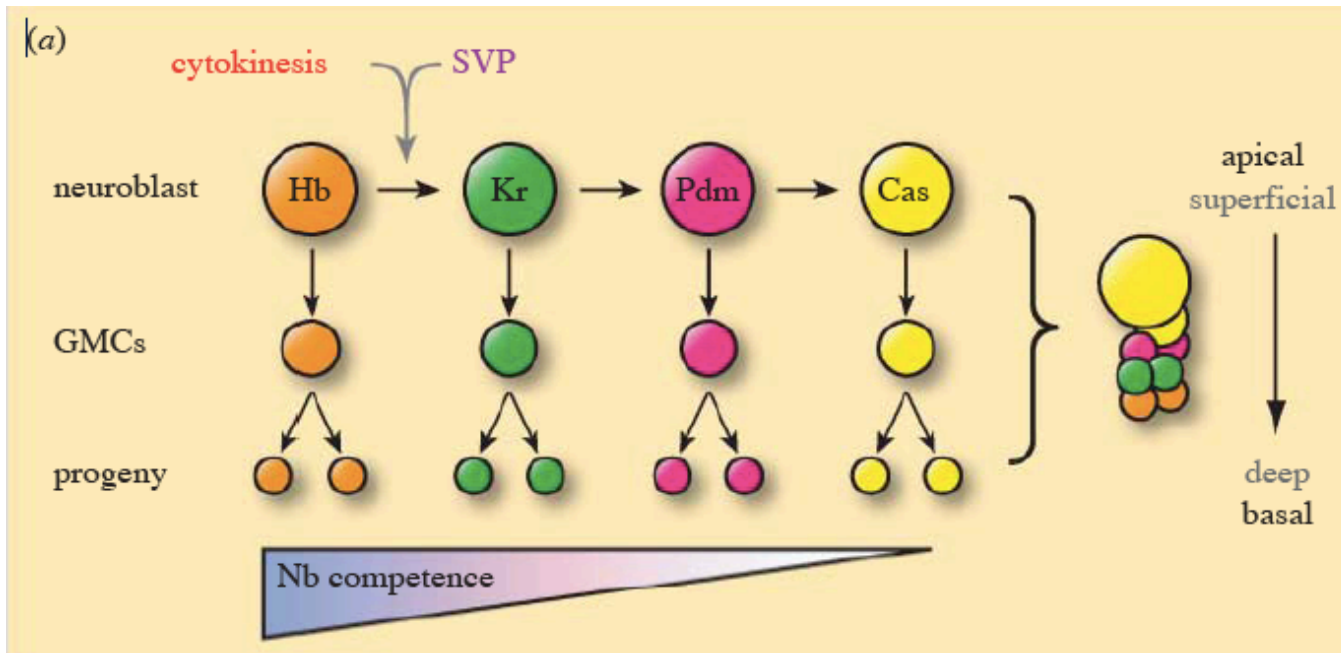 (a)
cytokinesis SVP
neuroblast Hb Kr Pdm Cas
apical
superficial
GMCs
progeny
deep
basal
Nb competence